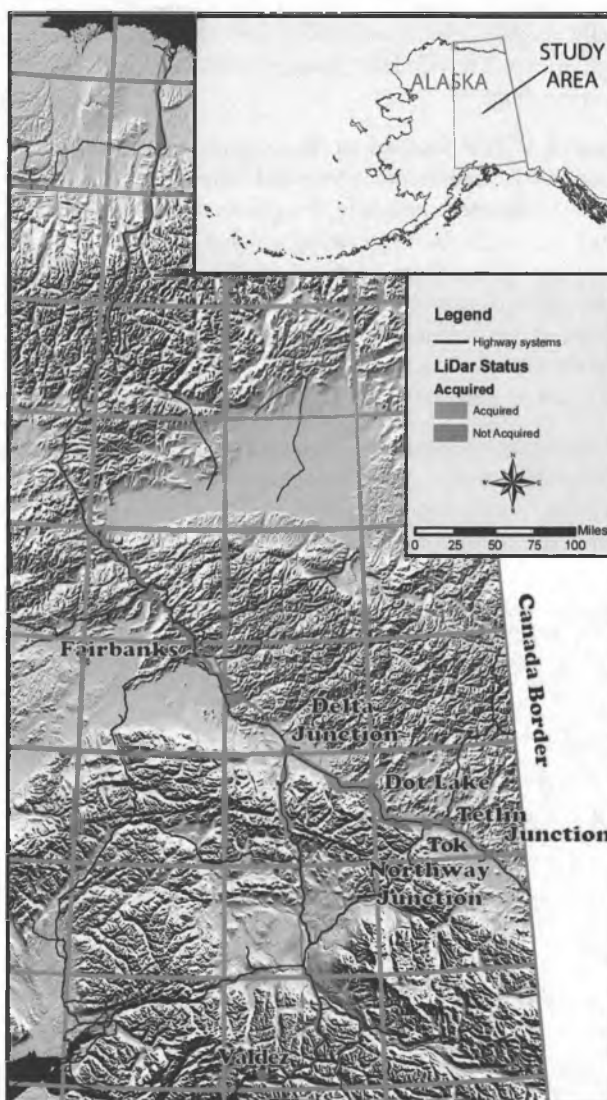 STUDY
ALASKA
AREA
Legend
Highway systems
LiDar Status
Acquired
Acquired
Not Acquired
N
W
E
S
Miles
0 25 50 75 100
Canada Border
Fairbanks
Delta
Junction
Dot Lake
Tetlin
Junction
Tok
Northway
Junction
Valdez